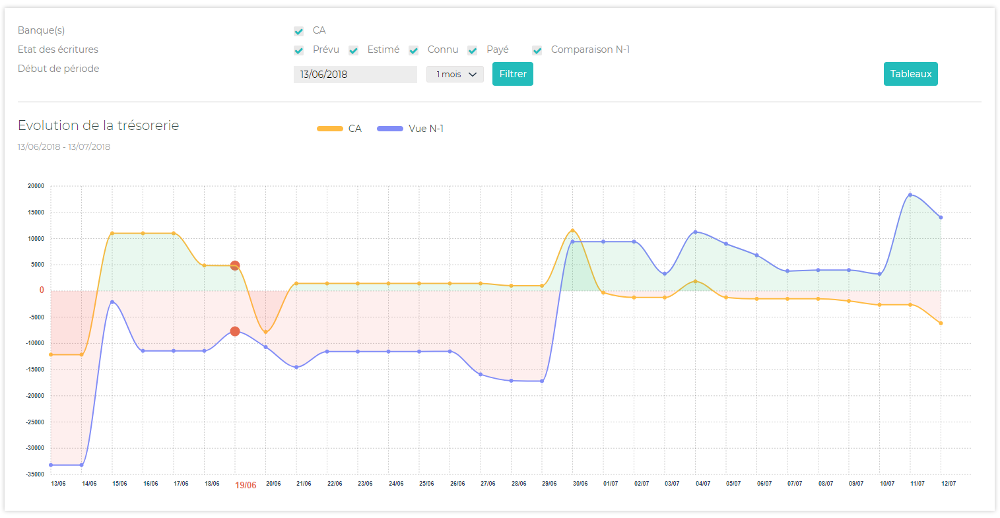 Banque(s) CA
Etat des écritures Prévu Estimé Connu Payé Comparaison N-1
Début de période 13/06/2018 1 mois Filtrer Tableaux
Evolution de la trésorerie CA Vue N-1
13/06/2018 - 13/07/2018
20000
15000
10000
5000
0
-5000
-10000
-15000
-20000
-25000
-30000
-35000
13/06 14/06 15/06 16/06 17/06 18/06 19/06 20/06 21/06 22/06 23/06 24/06 25/06 26/06 27/06 28/06 29/06 30/06 01/07 02/07 03/07 04/07 05/07 06/07 07/07 08/07 09/07 10/07 11/07 12/07